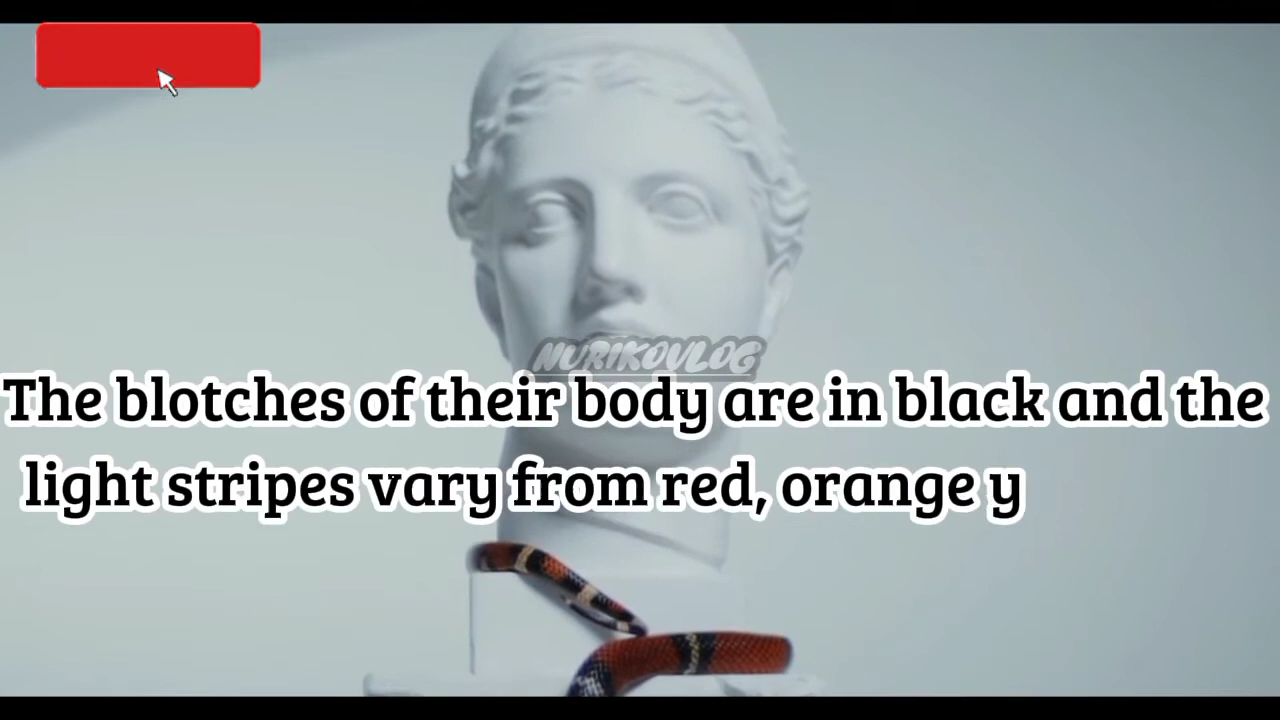 NURIKOVLOG
The blotches of their body are in black and the
light stripes vary from red, orange y